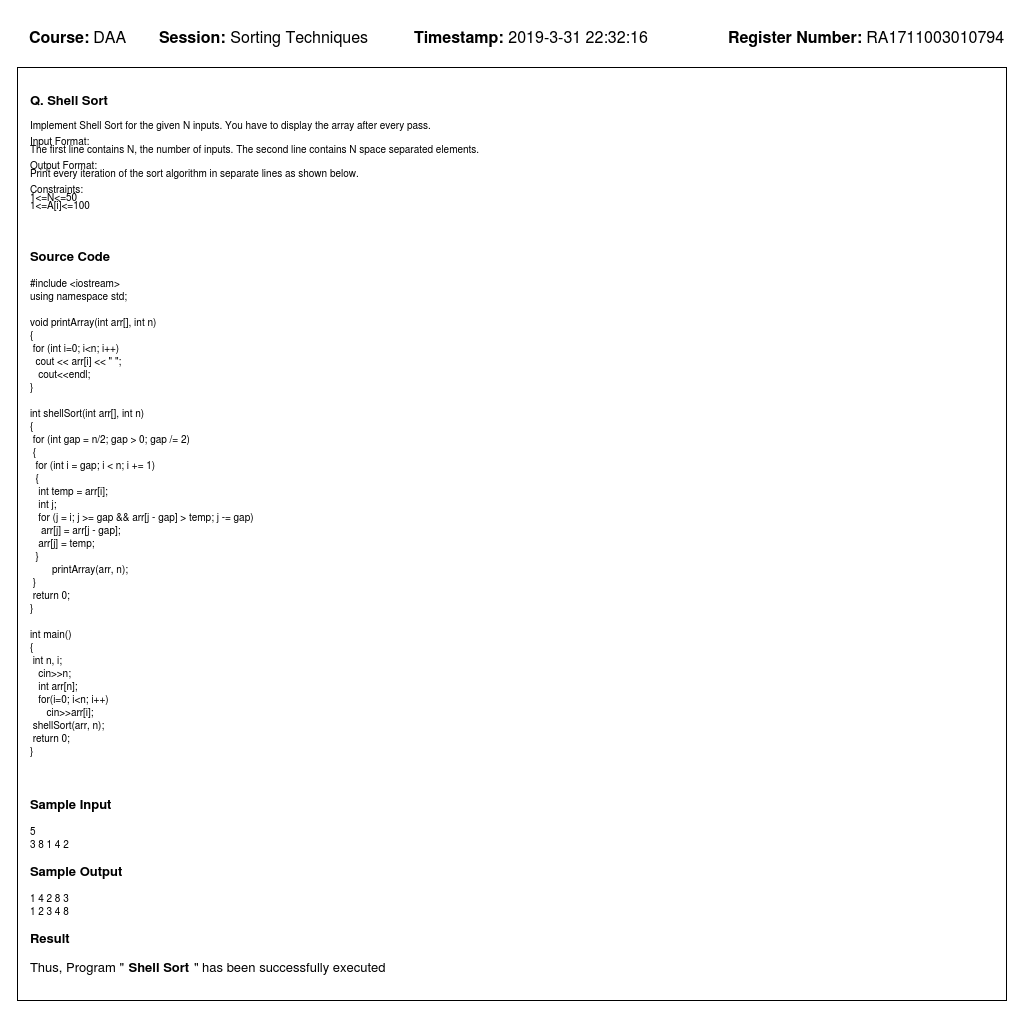 Course: DAA Session: Sorting Techniques Timestamp: 2019-3-31 22:32:16 Register Number: RA1711003010794
Q. Shell Sort
Implement Shell Sort for the given N inputs. You have to display the array after every pass.
Input Format:
The first line contains N, the number of inputs. The second line contains N space separated elements.
Output Format:
Print every iteration of the sort algorithm in separate lines as shown below.
Constraints:
1<=N<=50
1<=A[i]<=100
Source Code
#include <iostream>
using namespace std;
void printArray(int arr[], int n)
{
for (int i=0; i<n; i++)
cout << arr[i] << " ";
cout<<endl;
}
int shellSort(int arr[], int n)
{
for (int gap = n/2; gap > 0; gap /= 2)
{
for (int i = gap; i < n; i += 1)
{
int temp = arr[i];
int j;
for (j = i; j >= gap && arr[j - gap] > temp; j -= gap)
arr[j] = arr[j - gap];
arr[j] = temp;
}
printArray(arr, n);
}
return 0;
}
int main()
{
int n, i;
cin>>n;
int arr[n];
for(i=0; i<n; i++)
cin>>arr[i];
shellSort(arr, n);
return 0;
}
Sample Input
5
3 8 1 4 2
Sample Output
1 4 2 8 3
1 2 3 4 8
Result
Thus, Program " Shell Sort " has been successfully executed